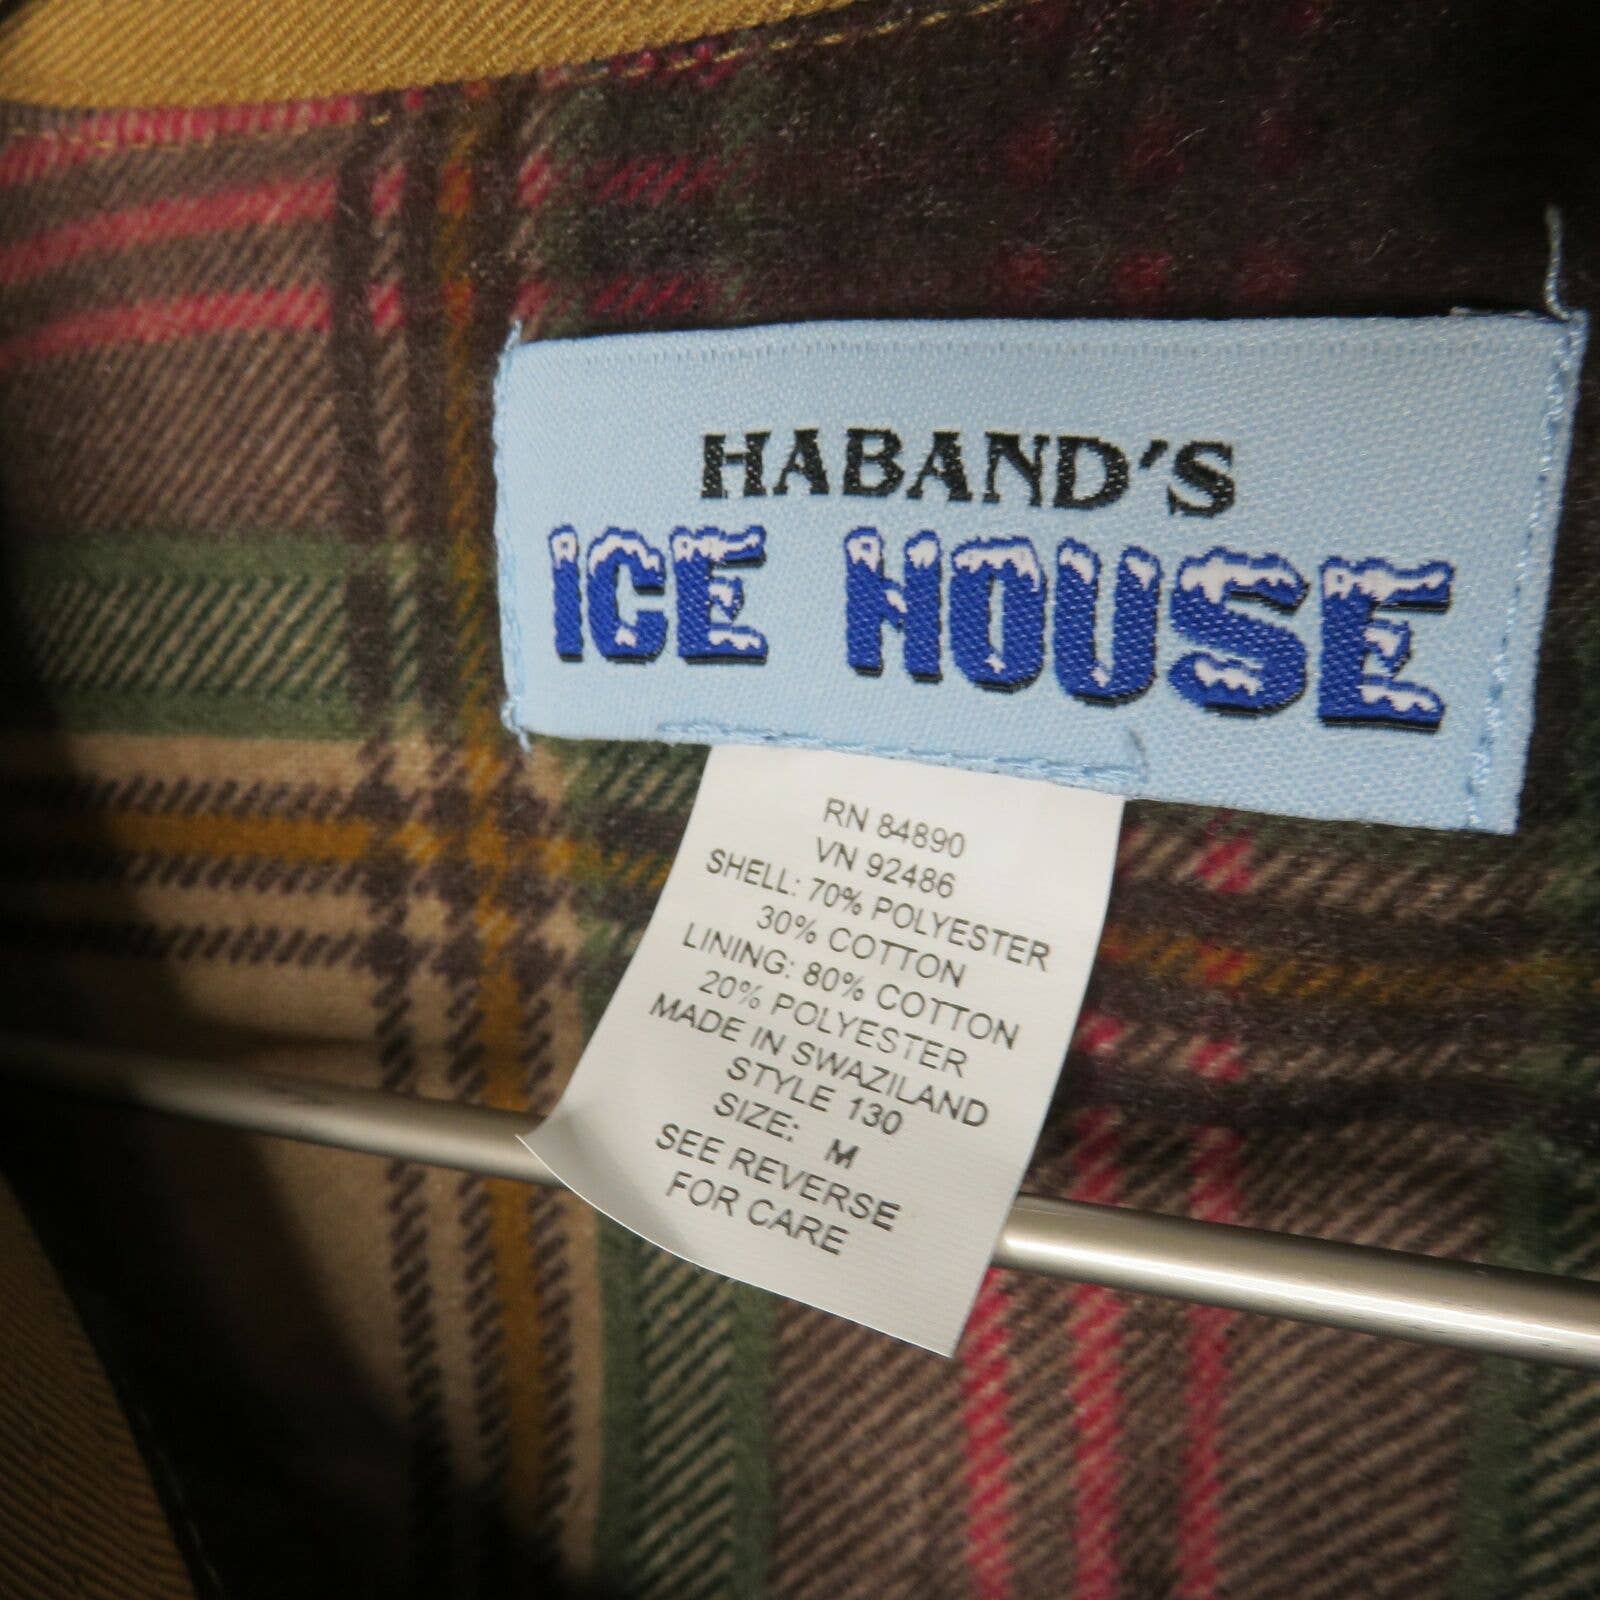 HABAND'S
ICE HOUSE
RN 84890
VN 92486
SHELL: 70% POLYESTER
30% COTTON
LINING: 80% COTTON
20% POLYESTER
MADE IN SWAZILAND
STYLE 130
SIZE: M
SEE REVERSE
FOR CARE